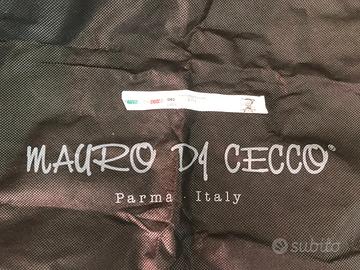 MAURO DI CECCO®
Parma - Italy
subito